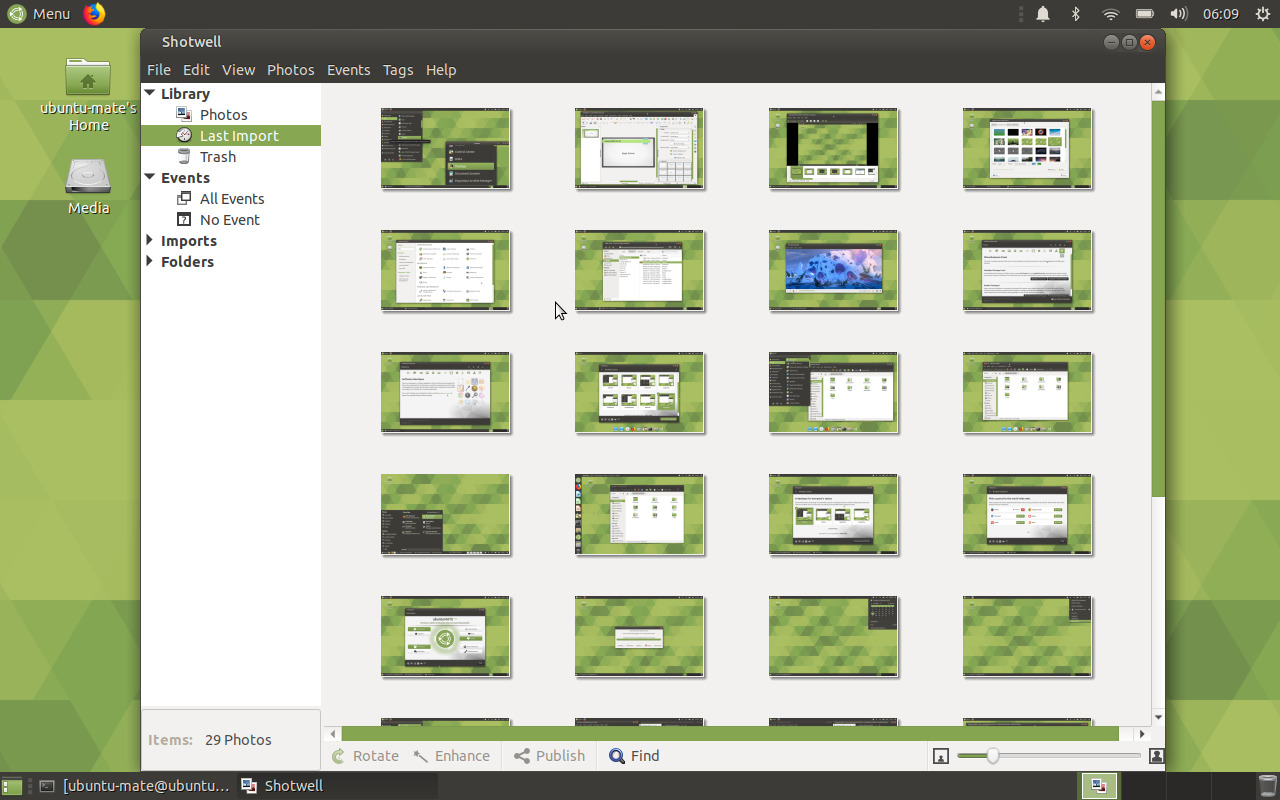 Menu
06:09
Shotwell
File Edit View Photos Events Tags Help
ubuntu-mate's
Home
Media
Library
Photos
Last Import
Trash
Events
All Events
No Event
Imports
Folders
Items: 29 Photos
Rotate Enhance Publish Find
[ubuntu-mate@ubuntu... Shotwell